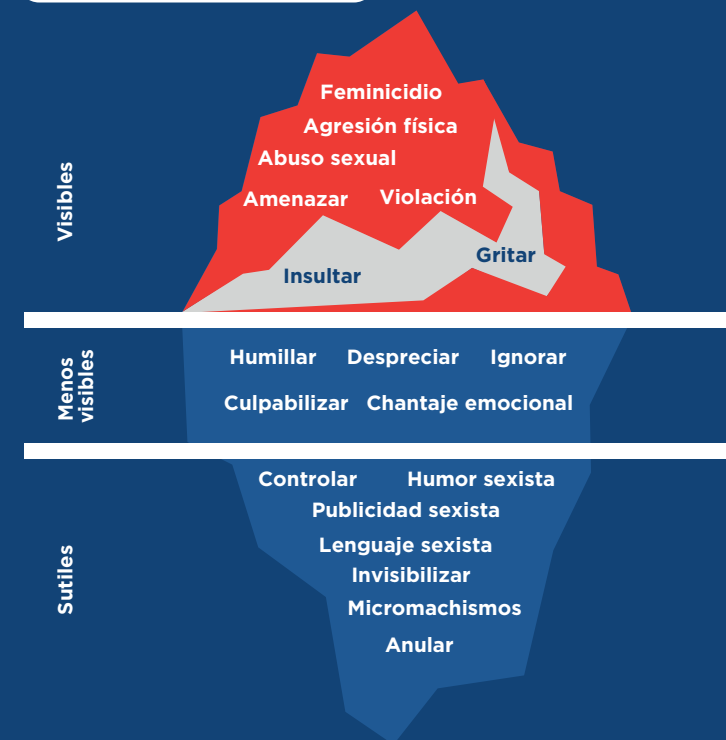 Visibles
Feminicidio
Agresión física
Abuso sexual
Amenazar Violación
Gritar
Insultar
Menos
visibles
Humillar Despreciar Ignorar
Culpabilizar Chantaje emocional
Sutiles
Controlar Humor sexista
Publicidad sexista
Lenguaje sexista
Invisibilizar
Micromachismos
Anular